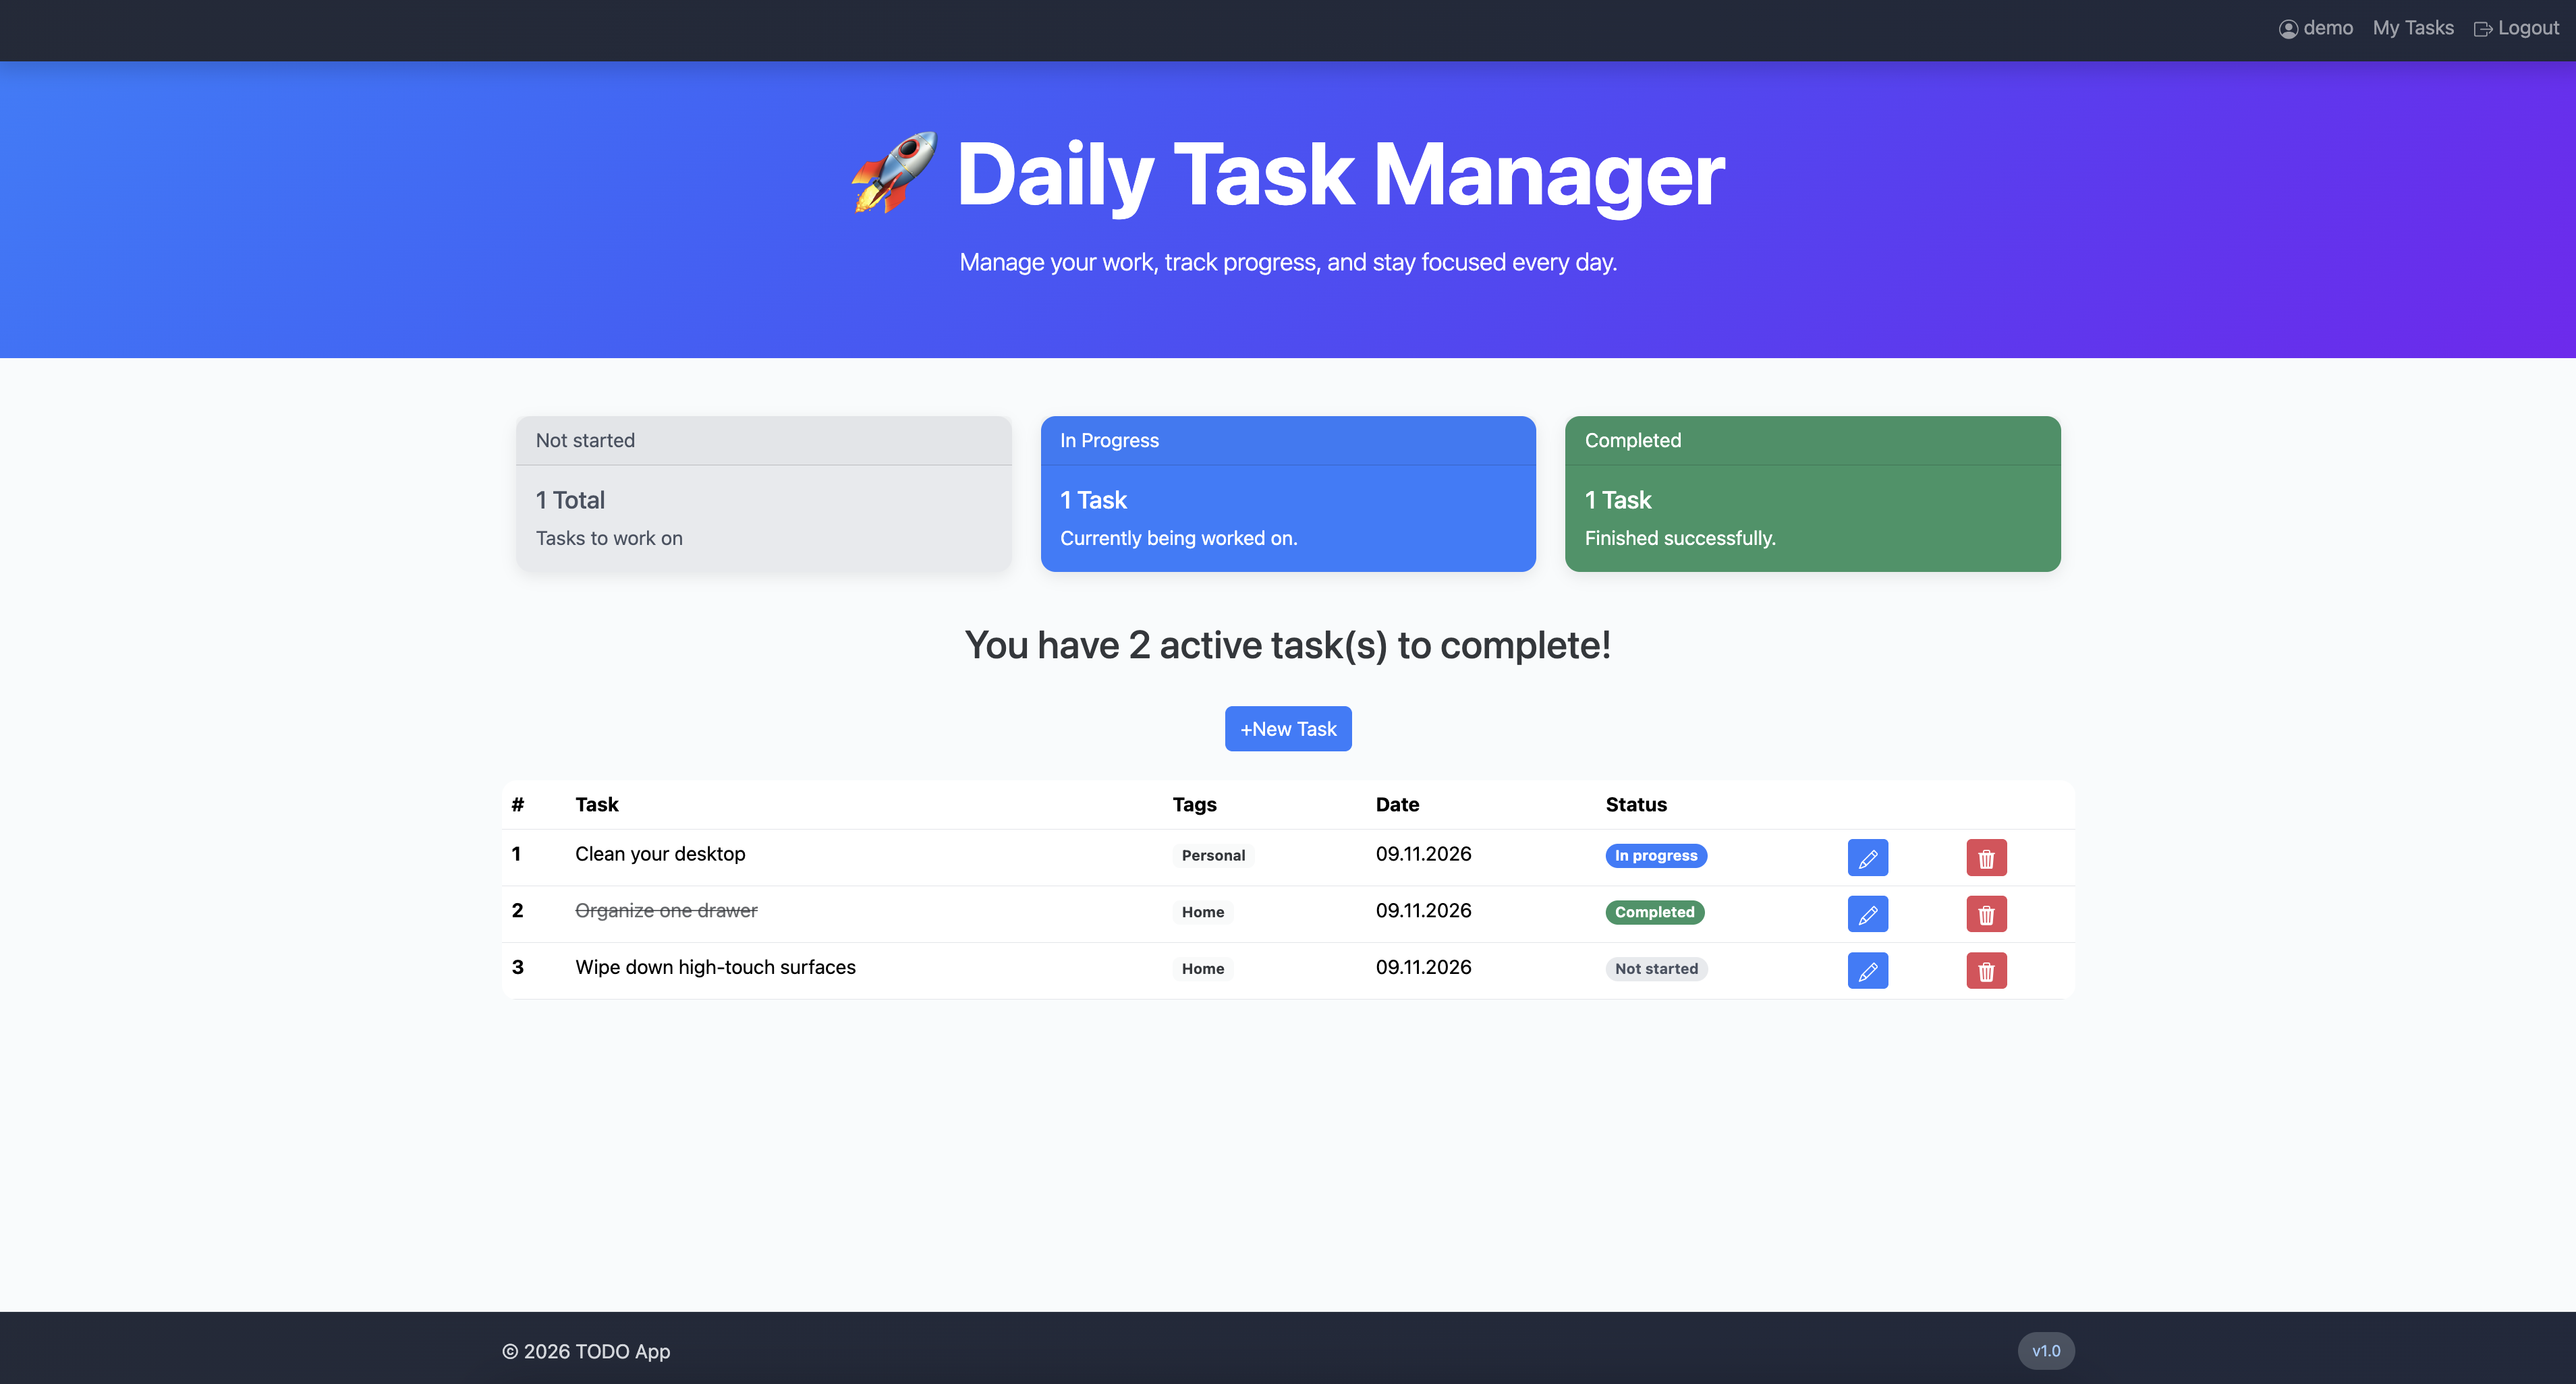 demo My Tasks Logout
Daily Task Manager
Manage your work, track progress, and stay focused every day.
Not started
1 Total
Tasks to work on
In Progress
1 Task
Currently being worked on.
Completed
1 Task
Finished successfully.
You have 2 active task(s) to complete!
+New Task
# Task Tags Date Status
1 Clean your desktop Personal 09.11.2026 In progress
2 Organize one drawer Home 09.11.2026 Completed
3 Wipe down high-touch surfaces Home 09.11.2026 Not started
© 2026 TODO App v1.0